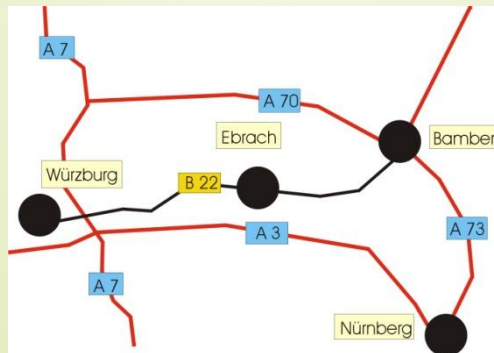 A 7
A 70
Ebrach
Bamber
Würzburg
B 22
A 3
A 73
A 7
Nürnberg